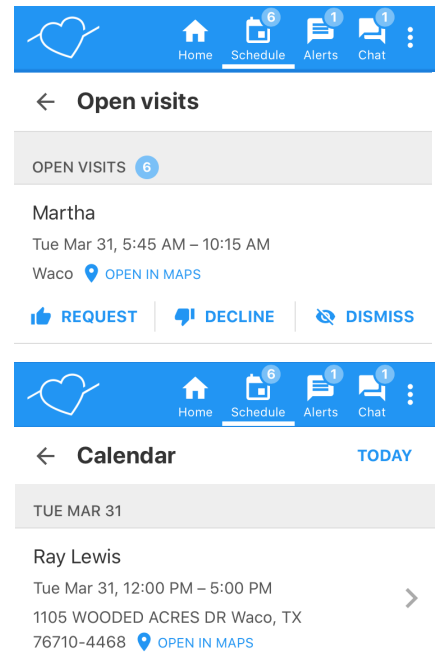 6 1 1
Home Schedule Alerts Chat
Open visits
OPEN VISITS 6
Martha
Tue Mar 31, 5:45 AM – 10:15 AM
Waco OPEN IN MAPS
REQUEST DECLINE DISMISS
6 1 1
Home Schedule Alerts Chat
Calendar TODAY
TUE MAR 31
Ray Lewis
Tue Mar 31, 12:00 PM – 5:00 PM
1105 WOODED ACRES DR Waco, TX
76710-4468 OPEN IN MAPS